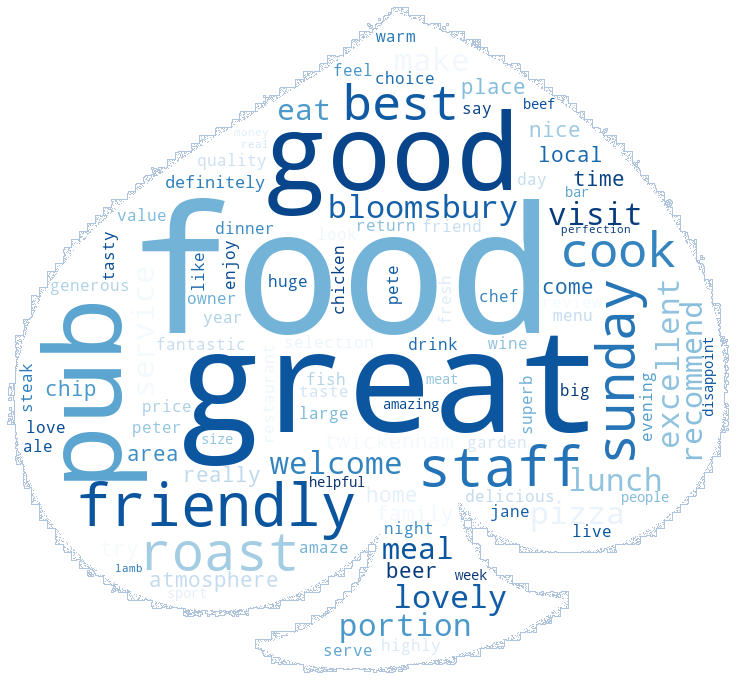 warm
make
feel
choice
place
best
say
beef
eat
money
real
good
nice
quality
local
definitely
day
time
bar
value
bloomsbury
visit
dinner
return
friend
perfection
look
tasty
food
cook
like
enjoy
huge
chicken
pete
chef
come
generous
owner
fresh
review
menu
year
service
fantastic
selection
drink
wine
sunday
excellent
recommend
disappoint
pub
great
restaurant
fish
meat
steak
chip
taste
amazing
superb
big
evening
price
large
love
peter
size
twickenham
garden
ale
area
welcome
staff
really
helpful
lunch
friendly
home
delicious
people
family
jane
pizza
night
live
try
roast
amaze
meal
lamb
atmosphere
beer
week
sport
lovely
portion
serve
highly